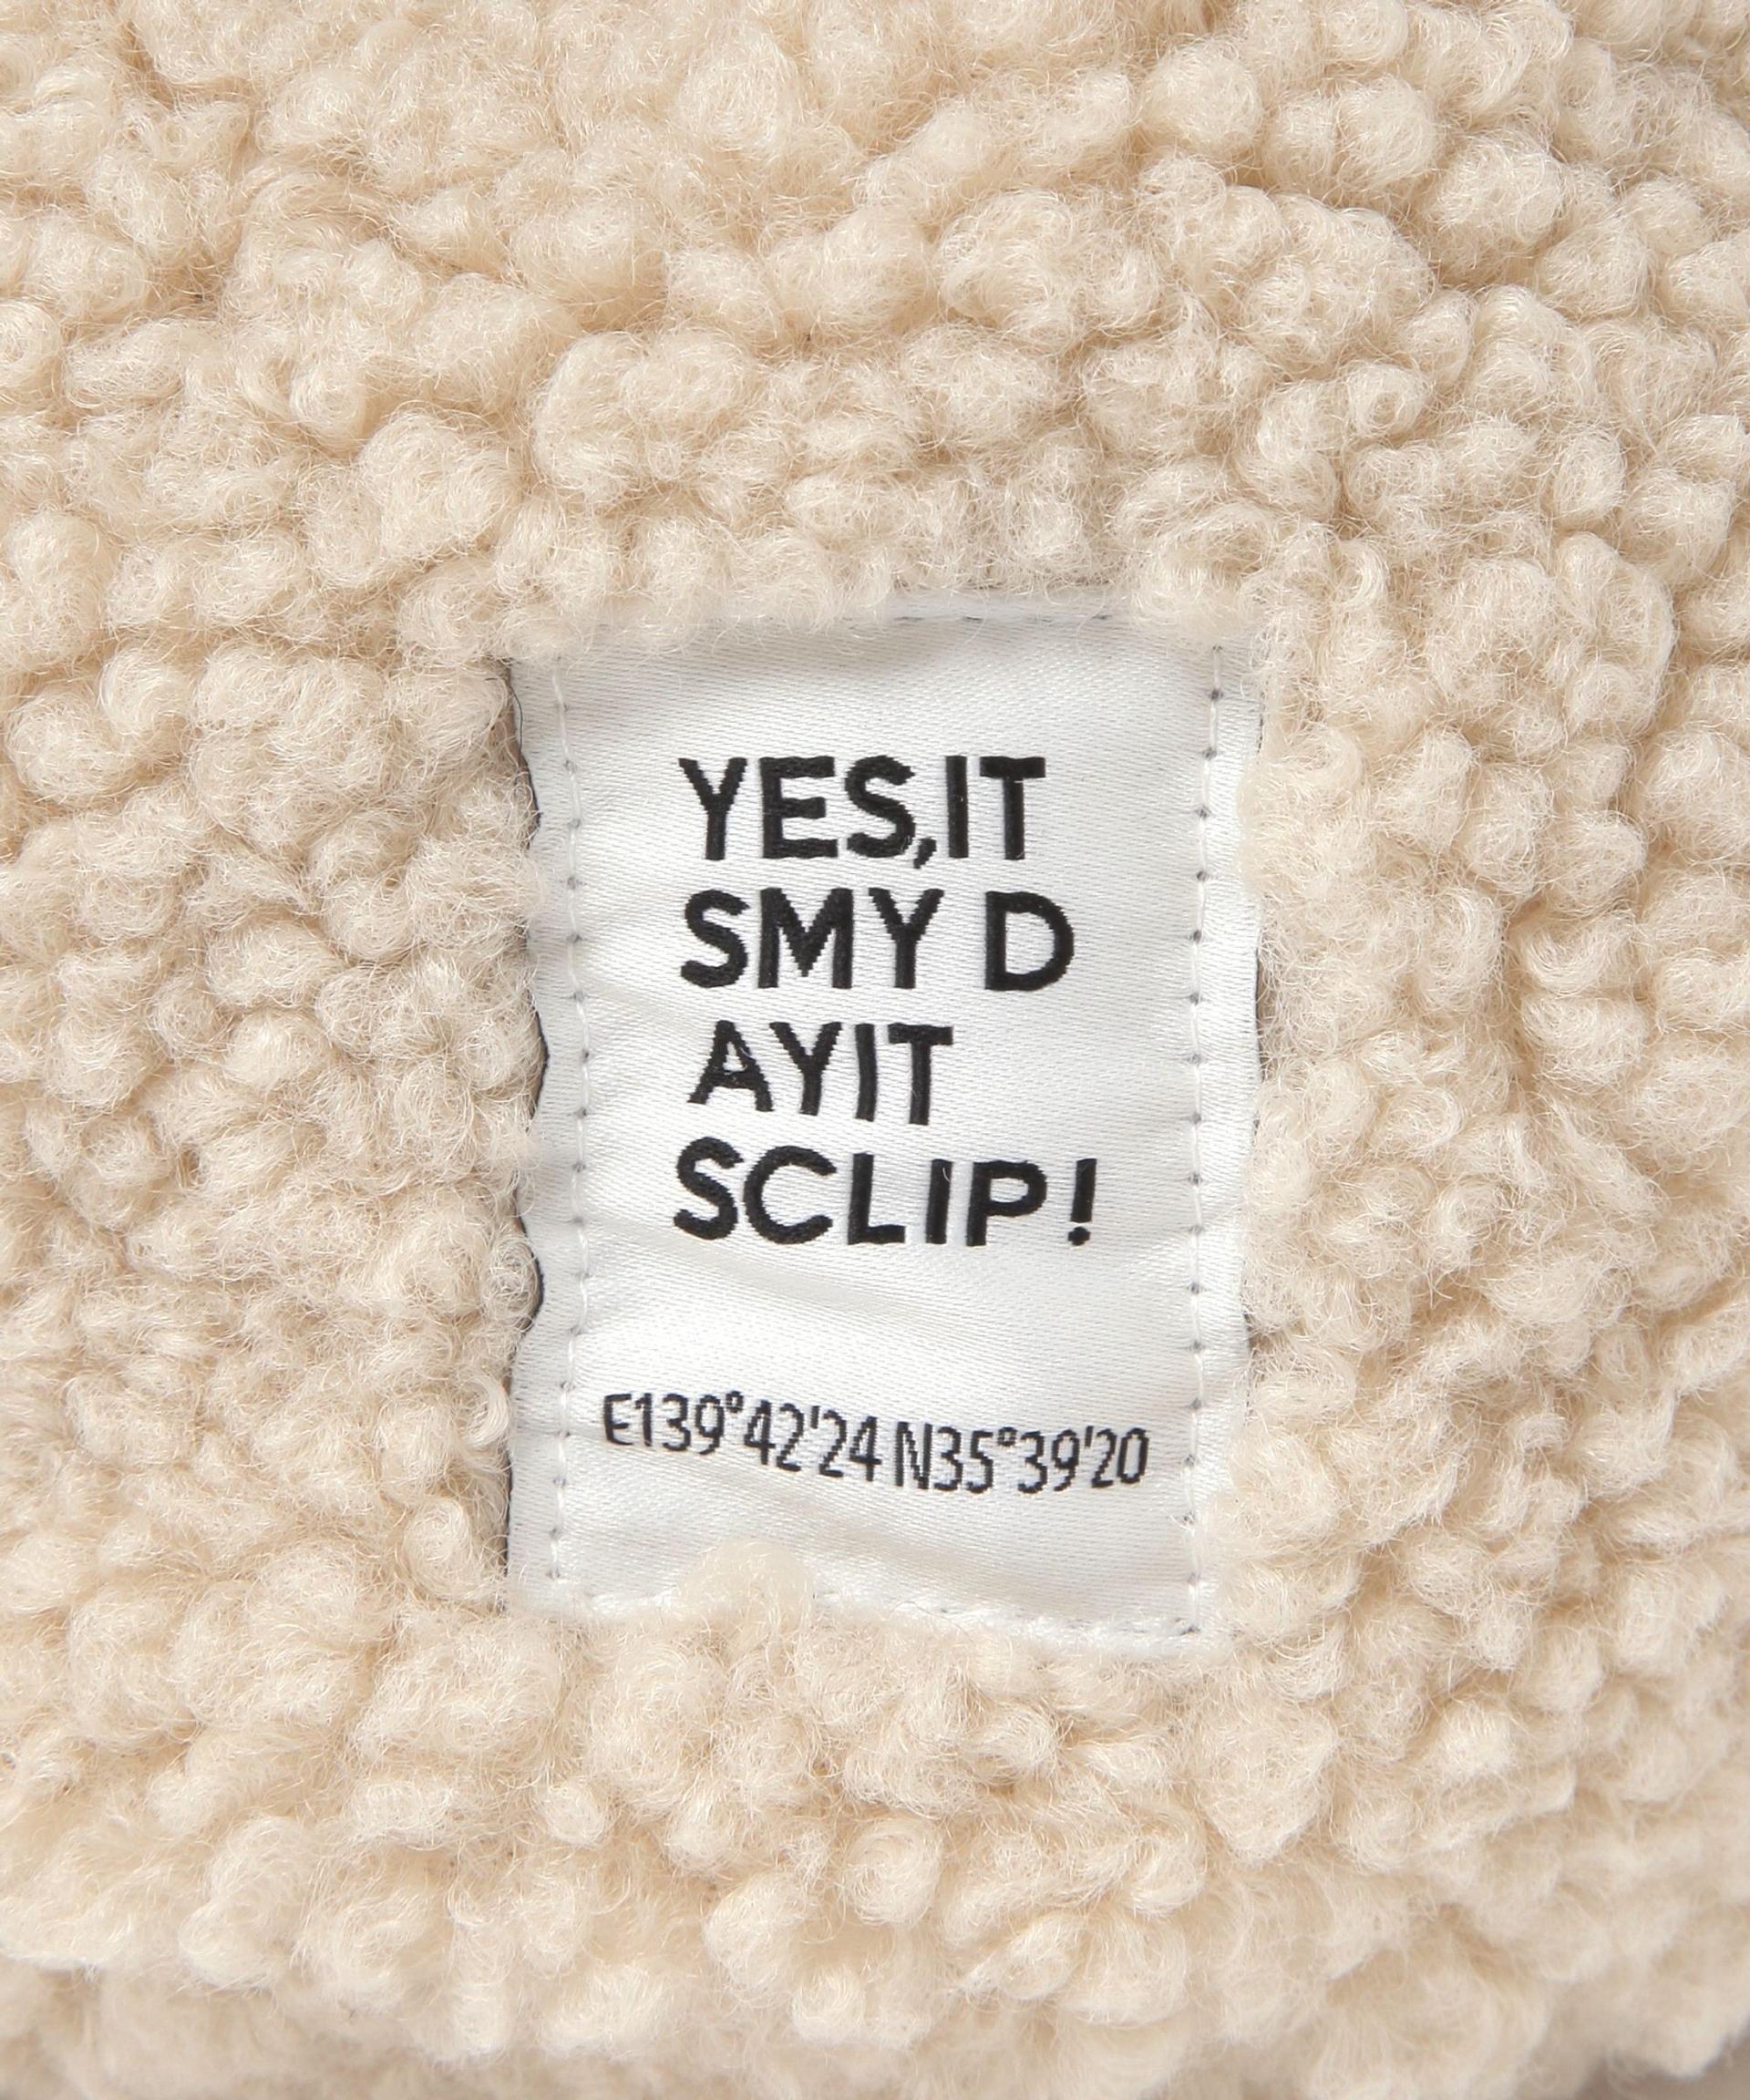 YES,IT
SMY D
AYIT
SCLIP!
E139°42'24 N35°39'20